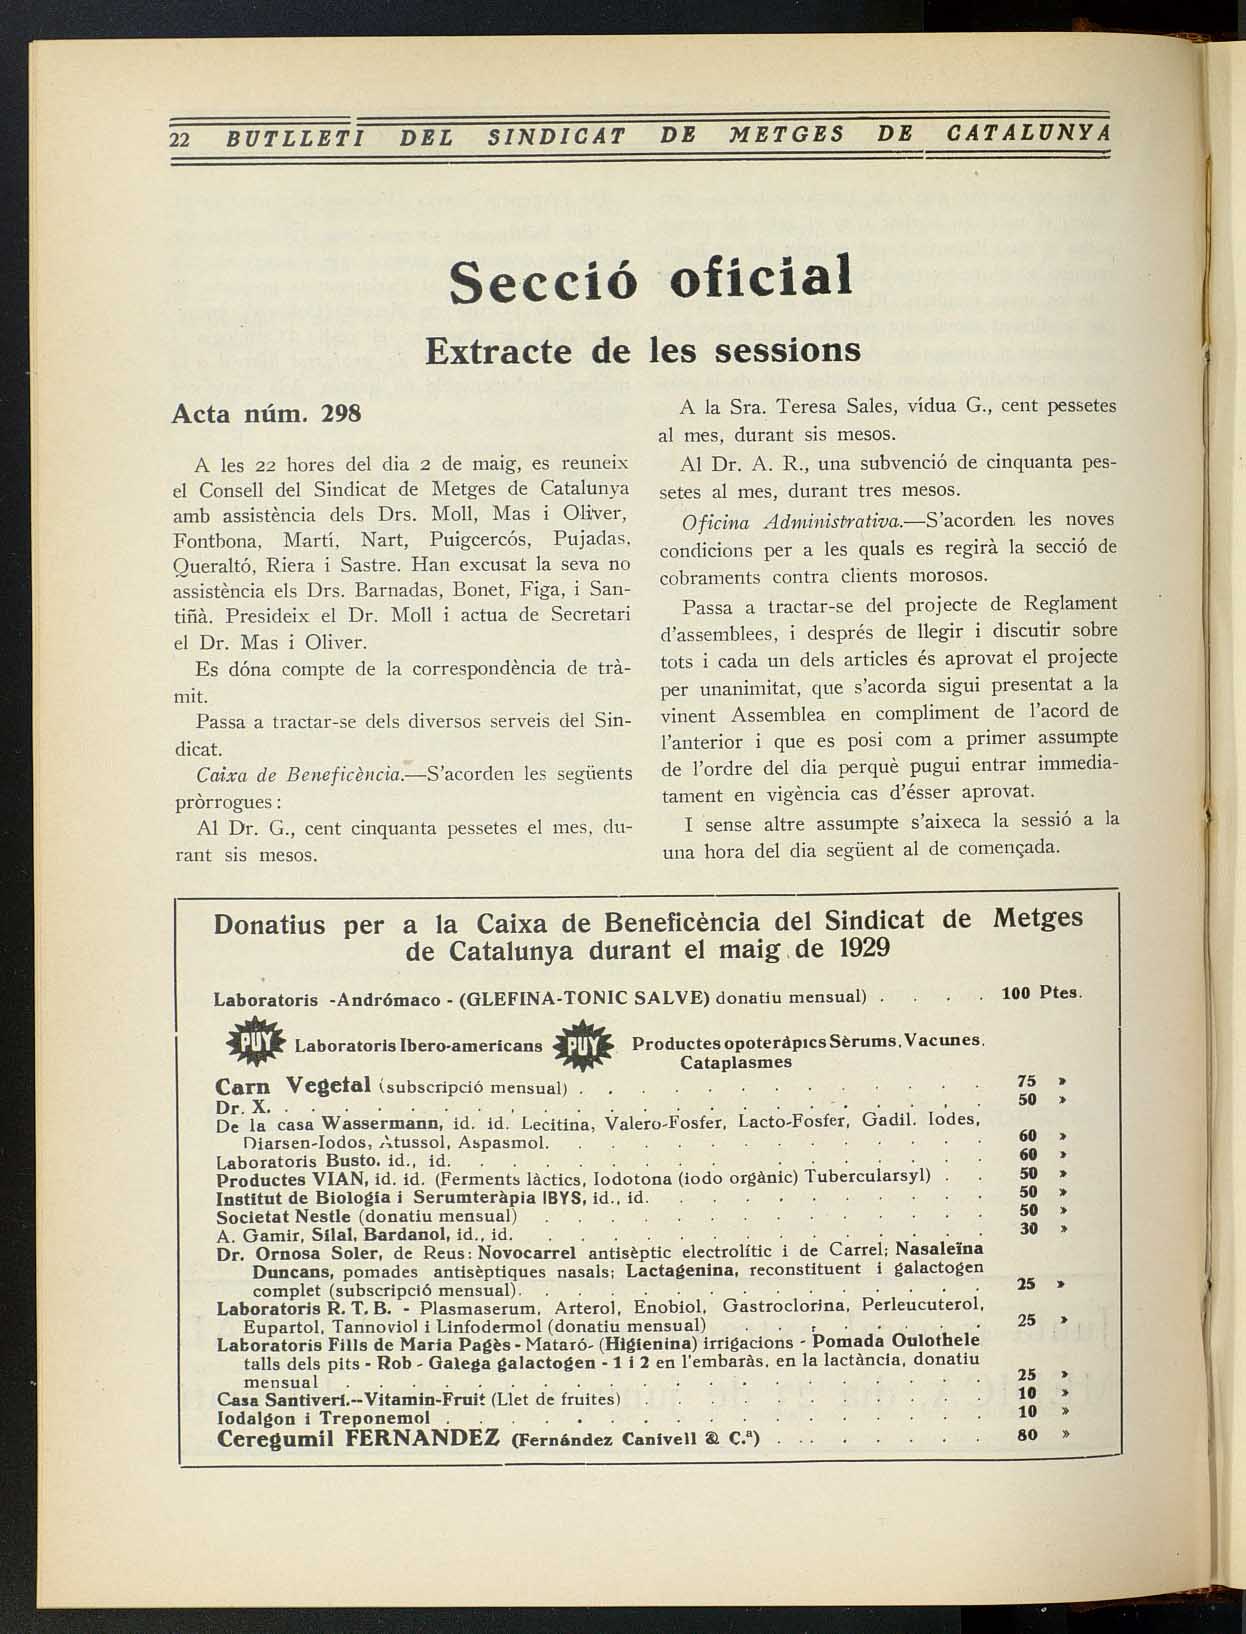 22 BUTLLETI DEL SINDICAT DE METGES DE CATALUNYA
Secció oficial
Extracte de les sessions
Acta núm. 298
A les 22 hores del dia 2 de maig, es reuneix
el Consell del Sindicat de Metges de Catalunya
amb assistència dels Drs. Moll, Mas i Oliver,
Fontbona, Martí, Nart, Puigcercós, Pujadas,
Queraltó, Riera i Sastre. Han excusat la seva no
assistència els Drs. Barnadas, Bonet, Figa, i San-
tiñà. Presideix el Dr. Moll i actua de Secretari
el Dr. Mas i Oliver.
Es dóna compte de la correspondència de trà-
mit.
Passa a tractar-se dels diversos serveis del Sin-
dicat.
Caixa de Beneficència.—S'acorden les següents
pròrrogues :
Al Dr. G., cent cinquanta pessetes el mes, du-
rant sis mesos.
A la Sra. Teresa Sales, vídua G., cent pessetes
al mes, durant sis mesos.
Al Dr. A. R., una subvenció de cinquanta pes-
setes al mes, durant tres mesos.
Oficina Administrativa.—S'acorden les noves
condicions per a les quals es regirà la secció de
cobraments contra clients morosos.
Passa a tractar-se del projecte de Reglament
d'assemblees, i després de llegir i discutir sobre
tots i cada un dels articles és aprovat el projecte
per unanimitat, que s'acorda sigui presentat a la
vinent Assemblea en compliment de l'acord de
l'anterior i que es posi com a primer assumpte
de l'ordre del dia perquè pugui entrar immedia-
tament en vigència cas d'ésser aprovat.
I sense altre assumpte s'aixeca la sessió a la
una hora del dia següent al de començada.
Donatius per a la Caixa de Beneficència del Sindicat de Metges
de Catalunya durant el maig de 1929
Laboratoris -Andrómaco - (GLEFINA-TONIC SALVE) donatiu mensual) . . . . 100 Ptes.
PUY Laboratoris Ibero-americans PUY Productes opoteràpics Sèrums. Vacunes.
Cataplasmes
Carn Vegetal (subscripció mensual) . . . . . . . . . . . . 75 »
Dr. X. . . . . . . . . . . . . . . . . . . . . . 50 »
De la casa Wassermann, id. id. Lecitina, Valero-Fosfer, Lacto-Fosfer, Gadil. Iodes,
Diarsen-Iodos, Atussol, Aspasmol. . . . . . . . . . . . . . 60 »
Laboratoris Busto. id., id. . . . . . . . . . . . . . . . . 60 »
Productes VIAN, id. id. (Ferments làctics, Iodotona (iodo orgànic) Tubercularsyl) . . 50 »
Institut de Biologia i Serumteràpia IBYS, id., id. . . . . . . . . . . 50 »
Societat Nestle (donatiu mensual) . . . . . . . . . . . . . . 50 »
A. Gamir, Silal, Bardanol, id., id. . . . . . . . . . . . . . . 30 »
Dr. Ornosa Soler, de Reus: Novocarrel antisèptic electrolític i de Carrel; Nasaleïna
Duncans, pomades antisèptiques nasals; Lactagenina, reconstituent i galactogen
complet (subscripció mensual). . . . . . . . . . . . . . . 25 »
Laboratoris R. T. B. - Plasmaserum, Arterol, Enobiol, Gastroclorina, Perleucuterol,
Eupartol, Tannoviol i Linfodermol (donatiu mensual) . . . . . . . . 25 »
Laboratoris Fills de Maria Pagès - Mataró- (Higienina) irrigacions - Pomada Oulothele
talls dels pits - Rob - Galega galactogen - 1 i 2 en l'embaràs. en la lactància, donatiu
mensual . . . . . . . . . . . . . . . . . . . . 25 »
Casa Santiveri.--Vitamin-Fruit (Llet de fruites) . . . . . . . . . . 10 »
Iodalgon i Treponemol . . . . . . . . . . . . . . . . 10 »
Ceregumil FERNANDEZ (Fernández Canivell & C.ª) . . . . . . . . 80 »